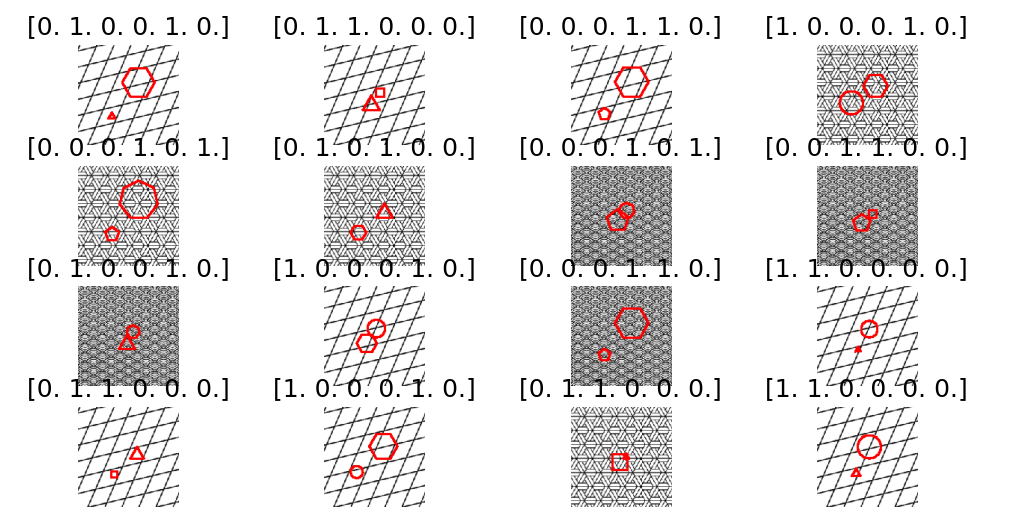 [0. 1. 0. 0. 1. 0.] [0. 1. 1. 0. 0. 0.] [0. 0. 0. 1. 1. 0.] [1. 0. 0. 0. 1. 0.]
[0. 0. 0. 1. 0. 1.] [0. 1. 0. 0. 1. 0.] [0. 0. 0. 1. 0. 1.] [0. 0. 1. 1. 0. 0.]
[0. 1. 0. 0. 1. 0.] [1. 0. 0. 0. 1. 0.] [0. 0. 0. 1. 1. 0.] [1. 1. 0. 0. 0. 0.]
[0. 1. 1. 0. 0. 0.] [1. 0. 0. 0. 1. 0.] [0. 1. 1. 0. 0. 0.] [1. 1. 0. 0. 0. 0.]